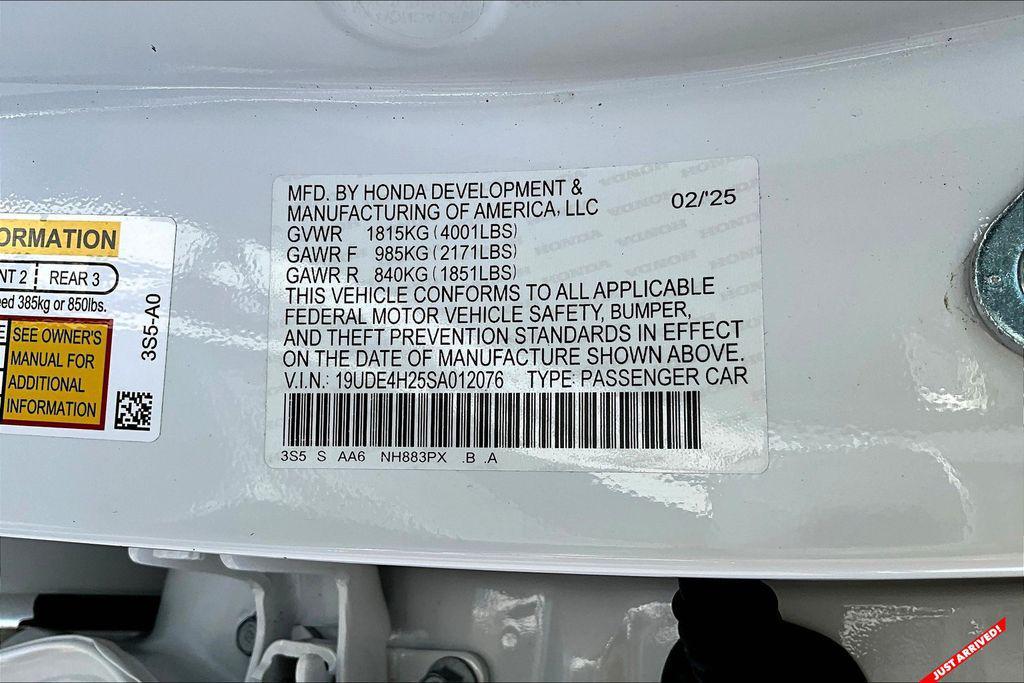 MFD. BY HONDA DEVELOPMENT &
MANUFACTURING OF AMERICA, LLC
02/'25
GVWR 1815KG (4001LBS)
GAWR F 985KG (2171LBS)
GAWR R 840KG (1851LBS)
THIS VEHICLE CONFORMS TO ALL APPLICABLE
FEDERAL MOTOR VEHICLE SAFETY, BUMPER,
AND THEFT PREVENTION STANDARDS IN EFFECT
ON THE DATE OF MANUFACTURE SHOWN ABOVE.
V.I.N.: 19UDE4H25SA012076 TYPE: PASSENGER CAR
3S5 S AA6 NH883PX .B .A
ORMATION
NT 2 REAR 3
eed 385kg or 850lbs.
SEE OWNER'S
MANUAL FOR
ADDITIONAL
INFORMATION
3S5-A0
HONDA
JUST ARRIVED!